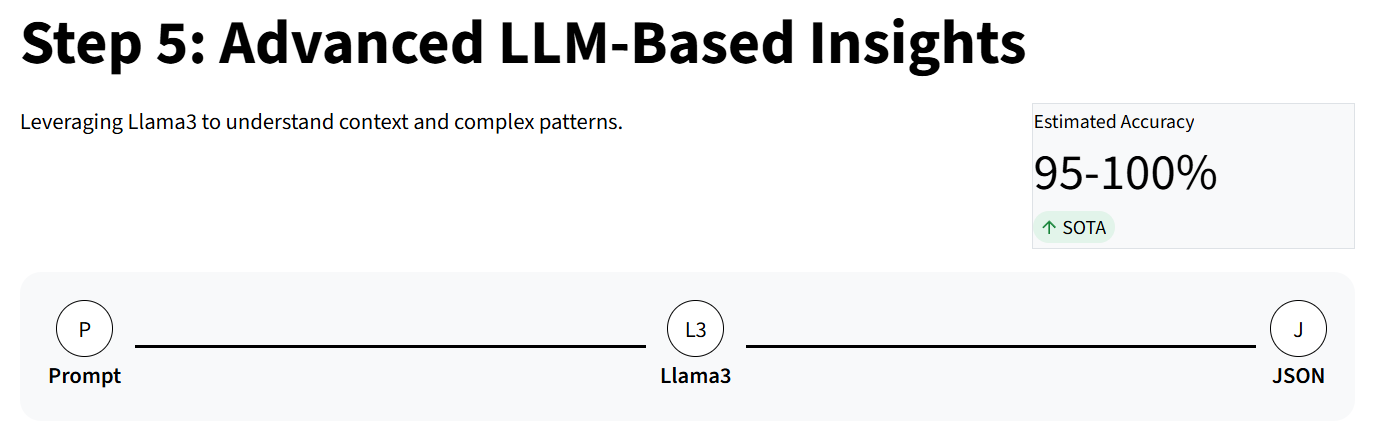 Step 5: Advanced LLM-Based Insights
Leveraging Llama3 to understand context and complex patterns.
Estimated Accuracy
95-100%
↑ SOTA
P
L3
J
Prompt
Llama3
JSON